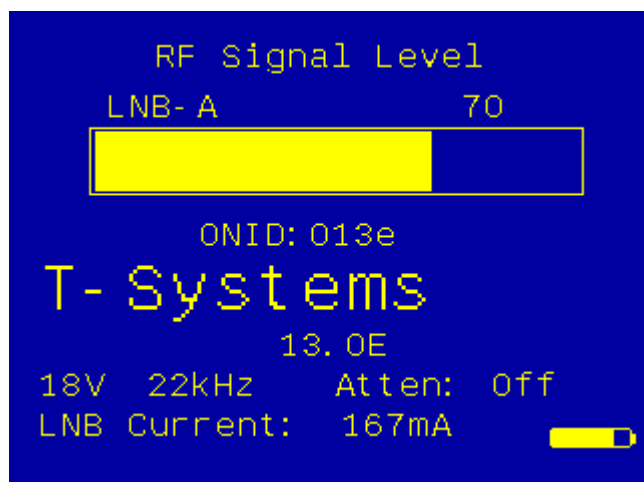 RF Signal Level
LNB-A 70
ONID:013e
T-Systems
13.0E
18V 22kHz Atten: Off
LNB Current: 167mA